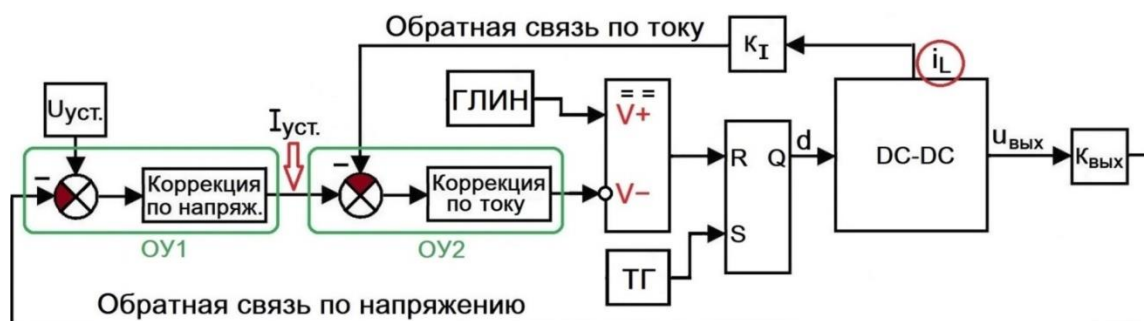 Обратная связь по току
K_I
i_L
Uуст.
Iуст.
ГЛИН
= =
V+
V−
R Q
S
d
DC-DC
uвых
Kвых
−
−
Коррекция
по напряж.
Коррекция
по току
ОУ1
ОУ2
ТГ
Обратная связь по напряжению